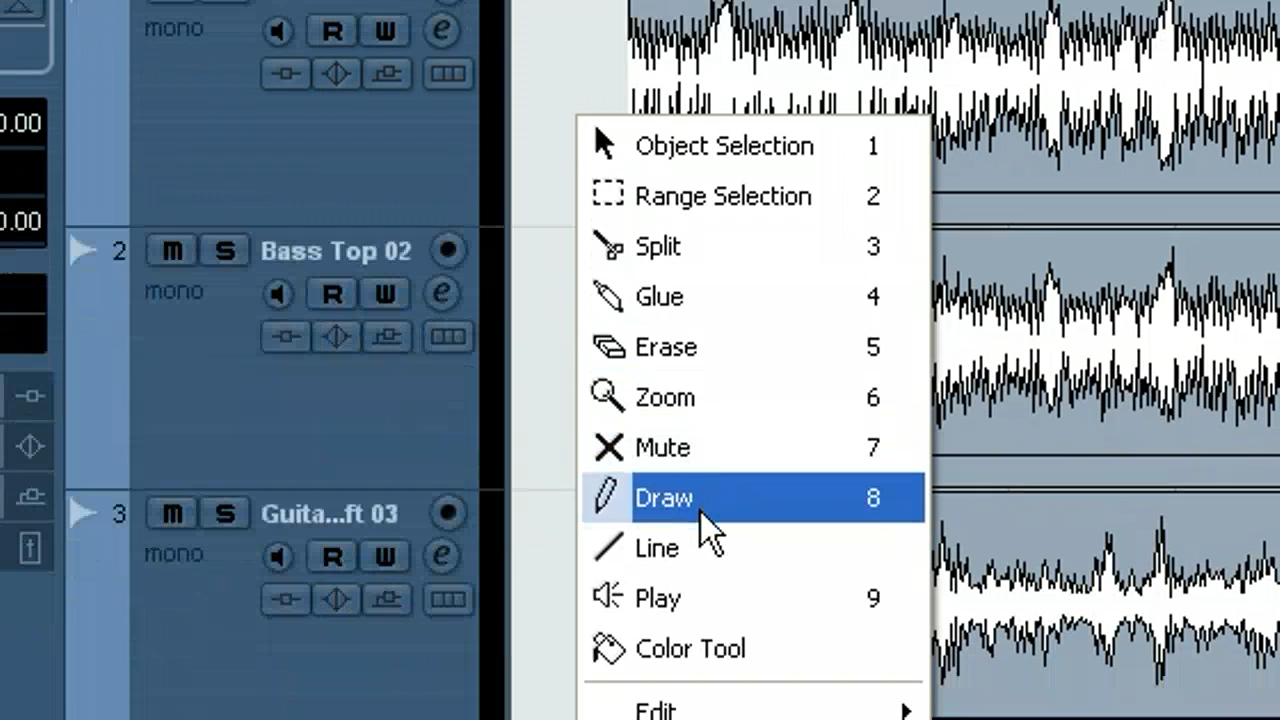 mono
R W e
0.00
0.00
2 M S Bass Top 02
mono R W e
3 M S Guita...ft 03
mono R W e
Object Selection 1
Range Selection 2
Split 3
Glue 4
Erase 5
Zoom 6
Mute 7
Draw 8
Line
Play 9
Color Tool
Edit